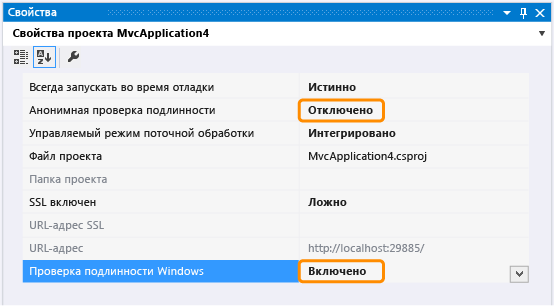 Свойства
Свойства проекта MvcApplication4
Всегда запускать во время отладки Истинно
Анонимная проверка подлинности Отключено
Управляемый режим поточной обработки Интегрировано
Файл проекта MvcApplication4.csproj
Папка проекта
SSL включен Ложно
URL-адрес SSL
URL-адрес http://localhost:29885/
Проверка подлинности Windows Включено